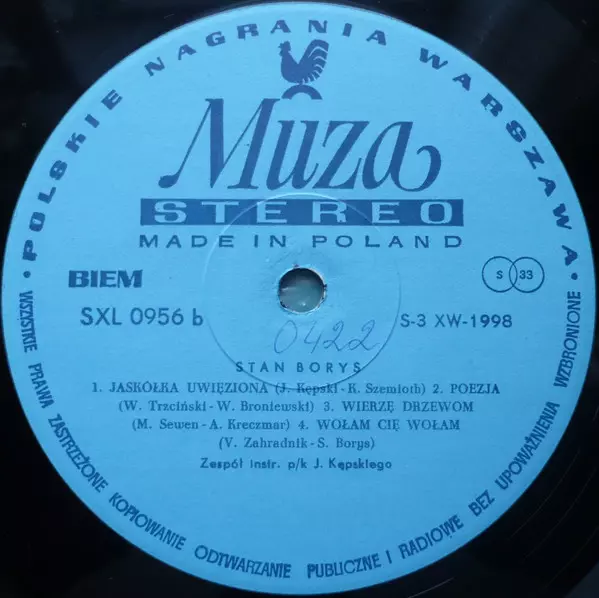 • POLSKIE NAGRANIA WARSZAWA •
Muza
STEREO
MADE IN POLAND
BIEM
S 33
SXL 0956 b
S-3 XW-1998
0422
STAN BORYS
1. JASKÓŁKA UWIĘZIONA (J. Kępski - K. Szemioth) 2. POEZJA
(W. Trzciński - W. Broniewski) 3. WIERZĘ DRZEWOM
(M. Sewen - A. Kreczmar) 4. WOŁAM CIĘ WOŁAM
(V. Zahradnik - S. Borys)
Zespół instr. p/k J. Kępskiego
WSZYSTKIE PRAWA ZASTRZEŻONE KOPIOWANIE ODTWARZANIE PUBLICZNE I RADIOWE BEZ UPOWAŻNIENIA WZBRONIONE